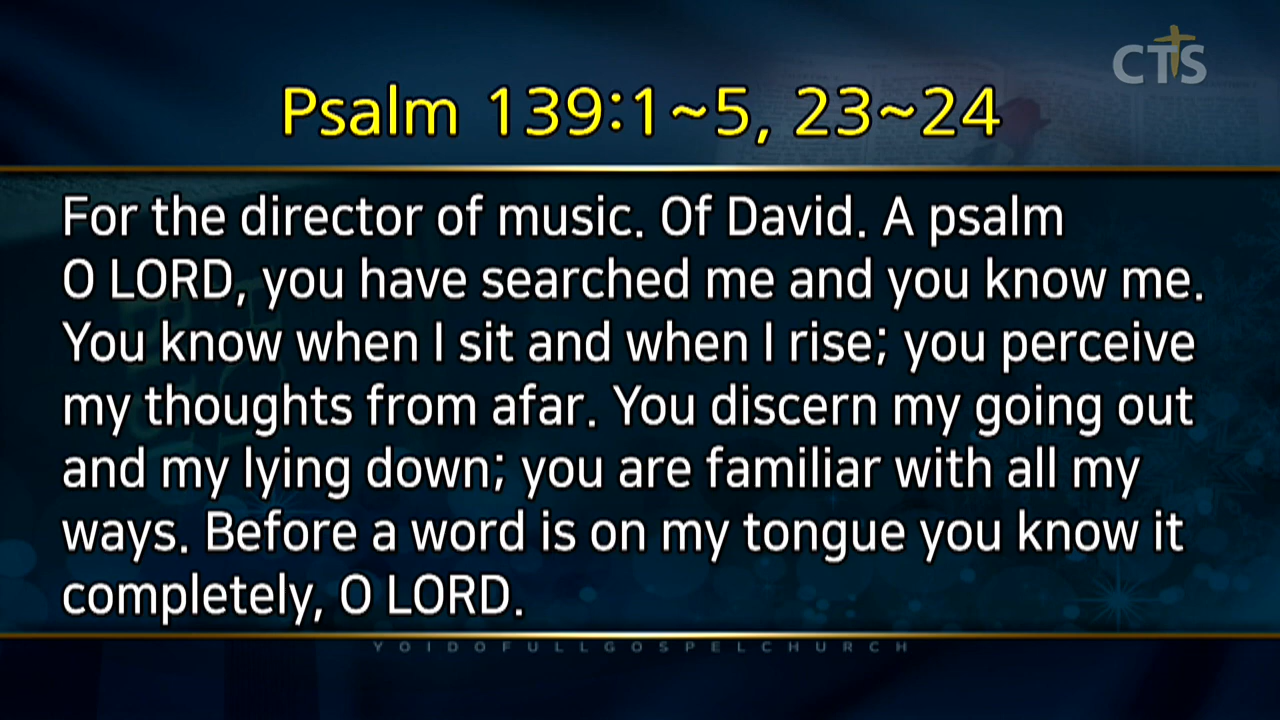 CTS
Psalm 139:1~5, 23~24
For the director of music. Of David. A psalm
O LORD, you have searched me and you know me.
You know when I sit and when I rise; you perceive
my thoughts from afar. You discern my going out
and my lying down; you are familiar with all my
ways. Before a word is on my tongue you know it
completely, O LORD.
YOIDOFULLGOSPELCHURCH